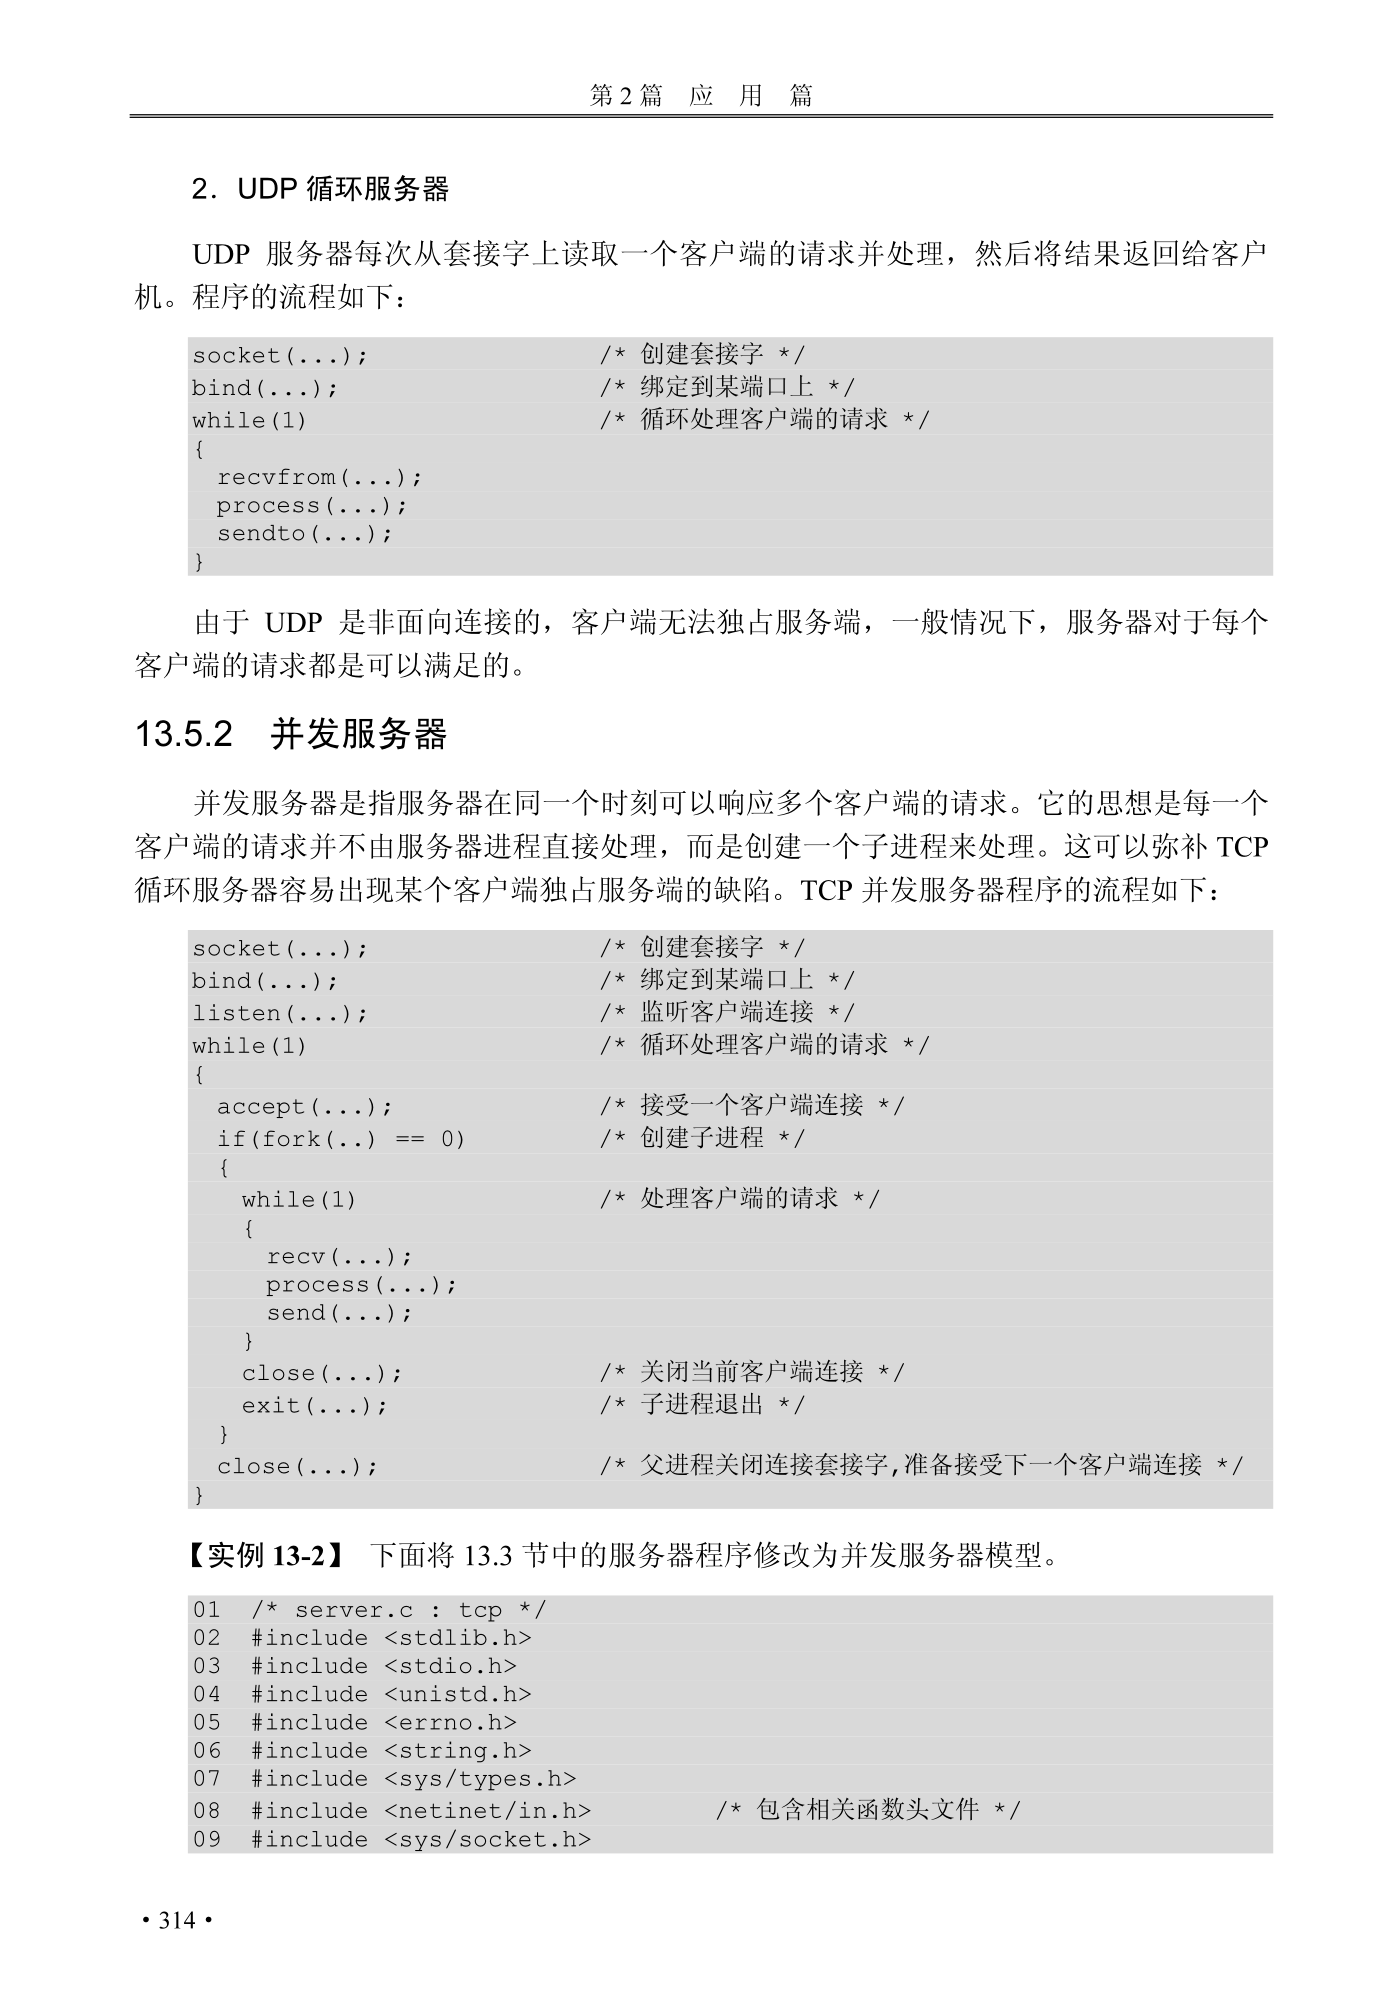 第 2 篇 应 用 篇
2．UDP 循环服务器
UDP 服务器每次从套接字上读取一个客户端的请求并处理，然后将结果返回给客户
机。程序的流程如下：
socket(...); /* 创建套接字 */
bind(...); /* 绑定到某端口上 */
while(1) /* 循环处理客户端的请求 */
{
recvfrom(...);
process(...);
sendto(...);
}
由于 UDP 是非面向连接的，客户端无法独占服务端，一般情况下，服务器对于每个
客户端的请求都是可以满足的。
13.5.2 并发服务器
并发服务器是指服务器在同一个时刻可以响应多个客户端的请求。它的思想是每一个
客户端的请求并不由服务器进程直接处理，而是创建一个子进程来处理。这可以弥补 TCP
循环服务器容易出现某个客户端独占服务端的缺陷。TCP 并发服务器程序的流程如下：
socket(...); /* 创建套接字 */
bind(...); /* 绑定到某端口上 */
listen(...); /* 监听客户端连接 */
while(1) /* 循环处理客户端的请求 */
{
accept(...); /* 接受一个客户端连接 */
if(fork(..) == 0) /* 创建子进程 */
{
while(1) /* 处理客户端的请求 */
{
recv(...);
process(...);
send(...);
}
close(...); /* 关闭当前客户端连接 */
exit(...); /* 子进程退出 */
}
close(...); /* 父进程关闭连接套接字,准备接受下一个客户端连接 */
}
【实例 13-2】 下面将 13.3 节中的服务器程序修改为并发服务器模型。
01 /* server.c : tcp */
02 #include <stdlib.h>
03 #include <stdio.h>
04 #include <unistd.h>
05 #include <errno.h>
06 #include <string.h>
07 #include <sys/types.h>
08 #include <netinet/in.h> /* 包含相关函数头文件 */
09 #include <sys/socket.h>
·314·